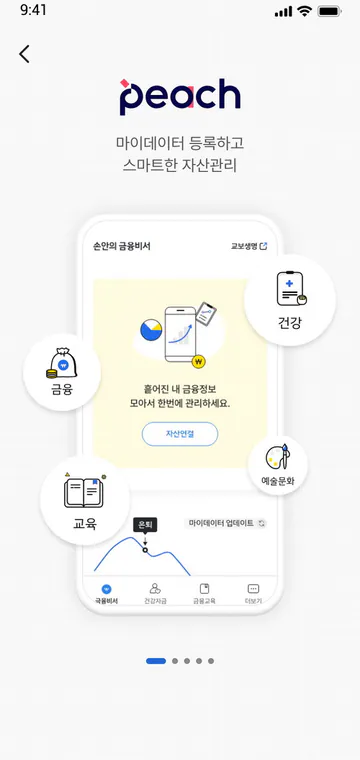 9:41
peach
마이데이터 등록하고
스마트한 자산관리
손안의 금융비서
교보생명
건강
금융
흩어진 내 금융정보
모아서 한번에 관리하세요.
자산연결
예술문화
교육
은퇴
마이데이터 업데이트
금융비서
건강자금
금융교육
더보기